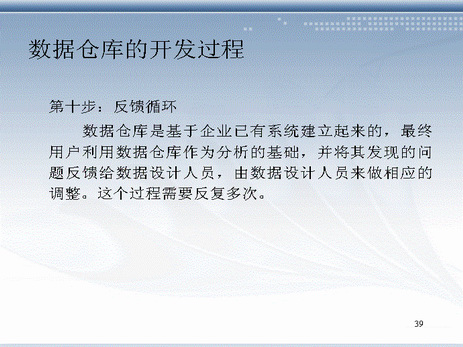 数据仓库的开发过程
第十步：反馈循环
数据仓库是基于企业已有系统建立起来的，最终
用户利用数据仓库作为分析的基础，并将其发现的问
题反馈给数据设计人员，由数据设计人员来做相应的
调整。这个过程需要反复多次。
39